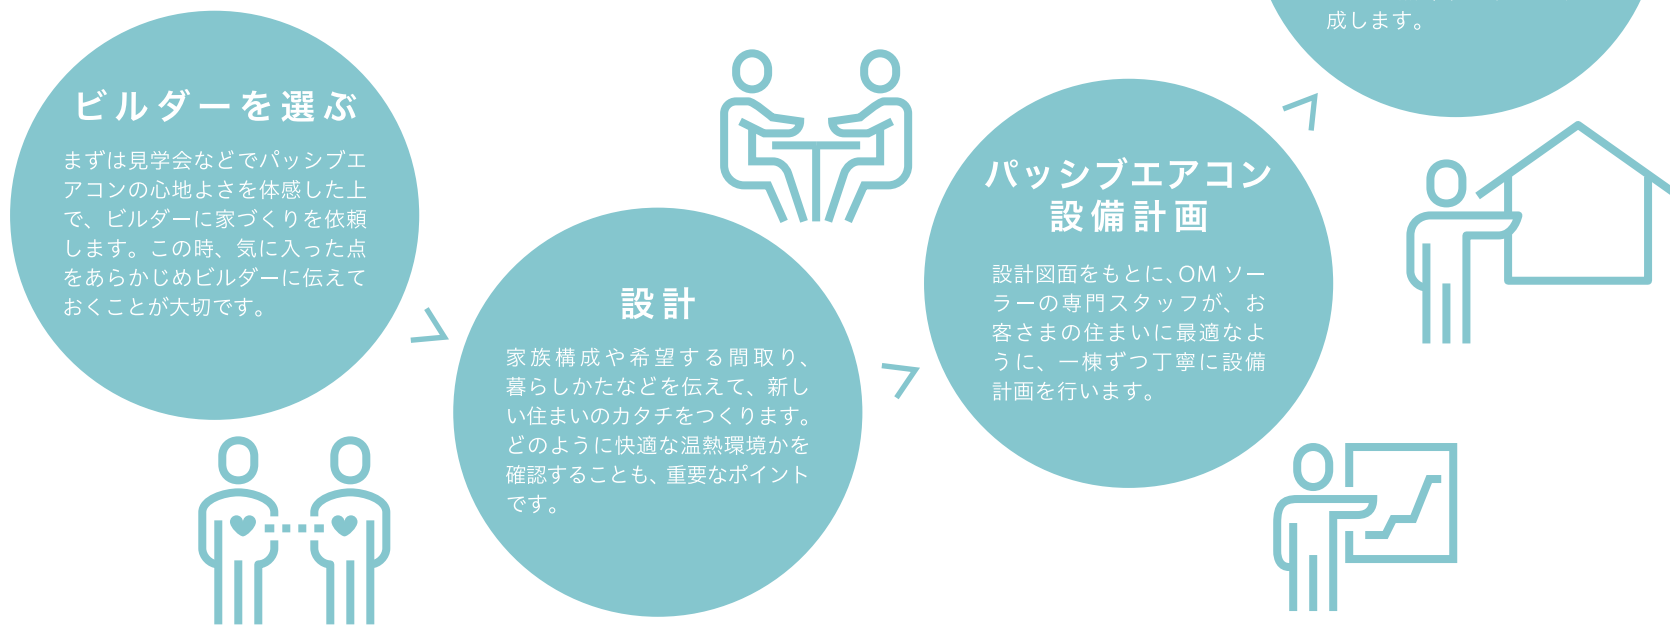 ビルダーを選ぶ
まずは見学会などでパッシブエ
アコンの心地よさを体感した上
で、ビルダーに家づくりを依頼
します。この時、気に入った点
をあらかじめビルダーに伝えて
おくことが大切です。
設計
家族構成や希望する間取り、
暮らしかたなどを伝えて、新し
い住まいのカタチをつくります。
どのように快適な温熱環境かを
確認することも、重要なポイント
です。
パッシブエアコン
設備計画
設計図面をもとに、OM ソー
ラーの専門スタッフが、お
客さまの住まいに最適なよ
うに、一棟ずつ丁寧に設備
計画を行います。
成します。